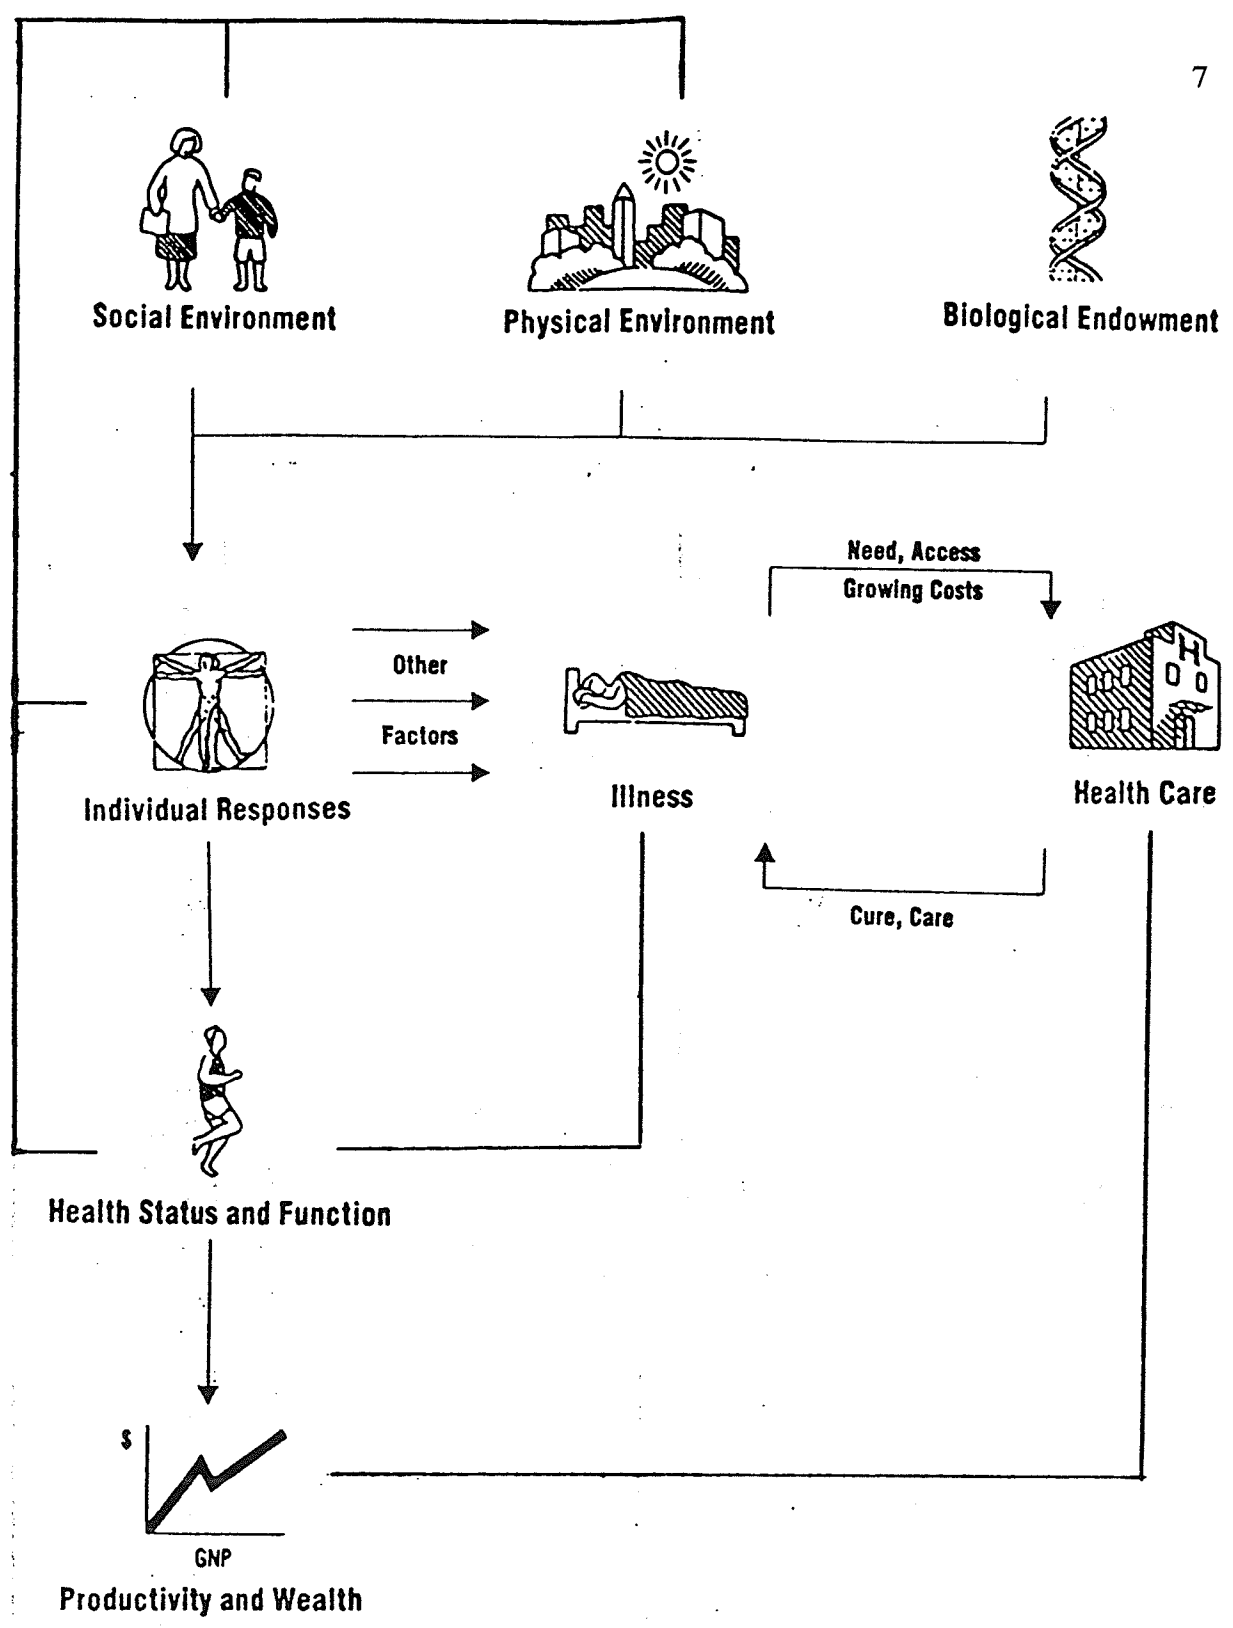 7
Social Environment
Physical Environment
Biological Endowment
Need, Access
Growing Costs
Other
Factors
H
Individual Responses
Illness
Health Care
Cure, Care
Health Status and Function
$
GNP
Productivity and Wealth